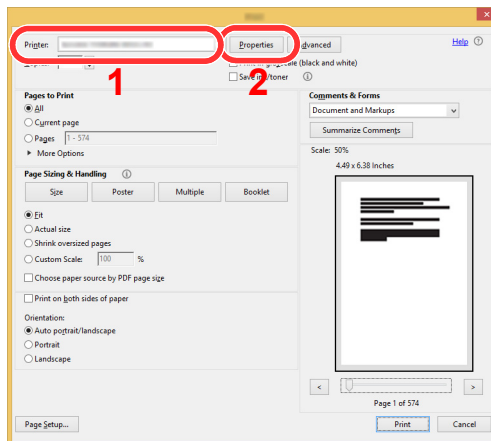 Printer: Properties Advanced Help
1 2 (black and white)
Save ink/toner
Pages to Print
All
Current page
Pages 1 - 574
More Options
Page Sizing & Handling
Size Poster Multiple Booklet
Fit
Actual size
Shrink oversized pages
Custom Scale: 100 %
Choose paper source by PDF page size
Print on both sides of paper
Orientation:
Auto portrait/landscape
Portrait
Landscape
Comments & Forms
Document and Markups
Summarize Comments
Scale: 50%
4.49 x 6.38 Inches
< >
Page 1 of 574
Page Setup... Print Cancel